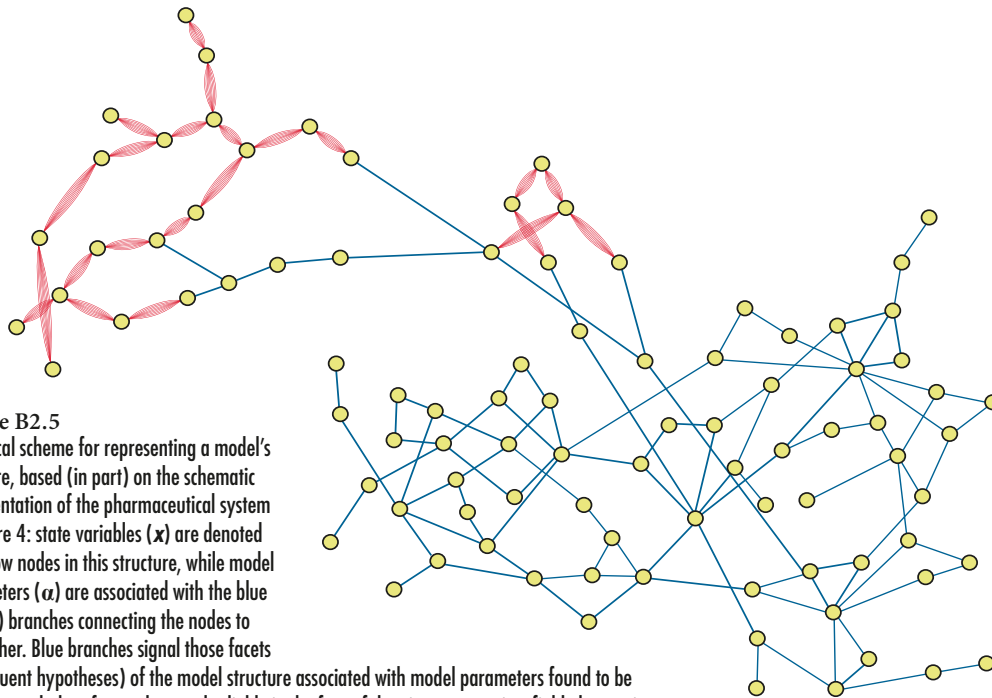 e B2.5
cal scheme for representing a model's
re, based (in part) on the schematic
entation of the pharmaceutical system
re 4: state variables (x) are denoted
ow nodes in this structure, while model
eters (α) are associated with the blue
) branches connecting the nodes to
her. Blue branches signal those facets
uent hypotheses) of the model structure associated with model parameters found to be